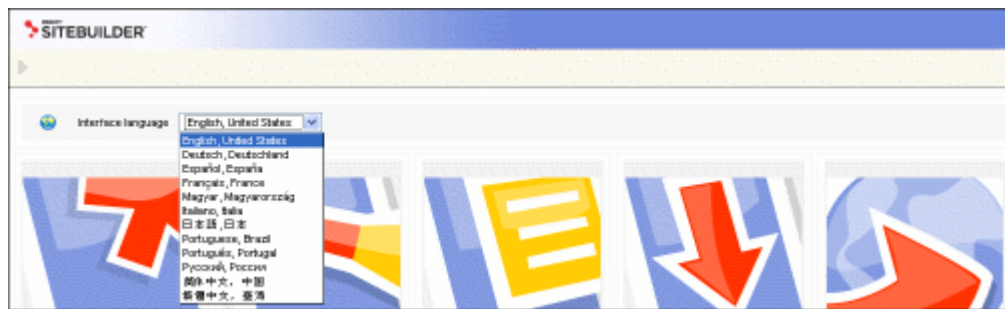 SITEBUILDER
Interface language English, United States
English, United States
Deutsch, Deutschland
Español, España
Français, France
Magyar, Magyarország
Italiano, Italia
日本語, 日本
Portuguese, Brazil
Português, Portugal
Русский, Россия
简体中文, 中国
繁體中文, 臺灣